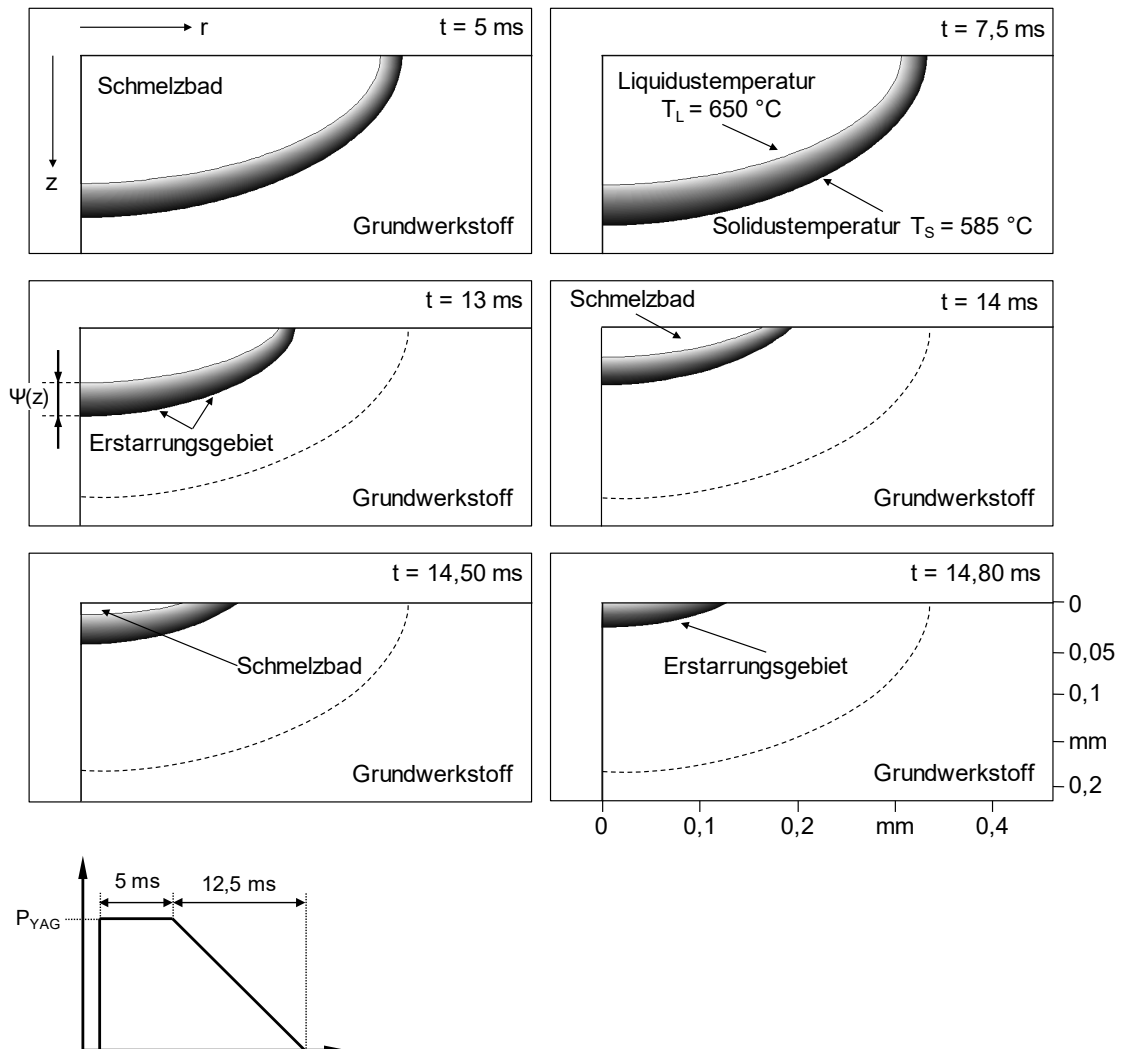 r
t = 5 ms
Schmelzbad
z
Grundwerkstoff
t = 7,5 ms
Liquidustemperatur
T_L = 650 °C
Solidustemperatur T_S = 585 °C
t = 13 ms
Ψ(z)
Erstarrungsgebiet
Grundwerkstoff
Schmelzbad
t = 14 ms
Grundwerkstoff
t = 14,50 ms
Schmelzbad
Grundwerkstoff
t = 14,80 ms
Erstarrungsgebiet
Grundwerkstoff
0
0,05
0,1
mm
0,2
0 0,1 0,2 mm 0,4
5 ms 12,5 ms
P_YAG